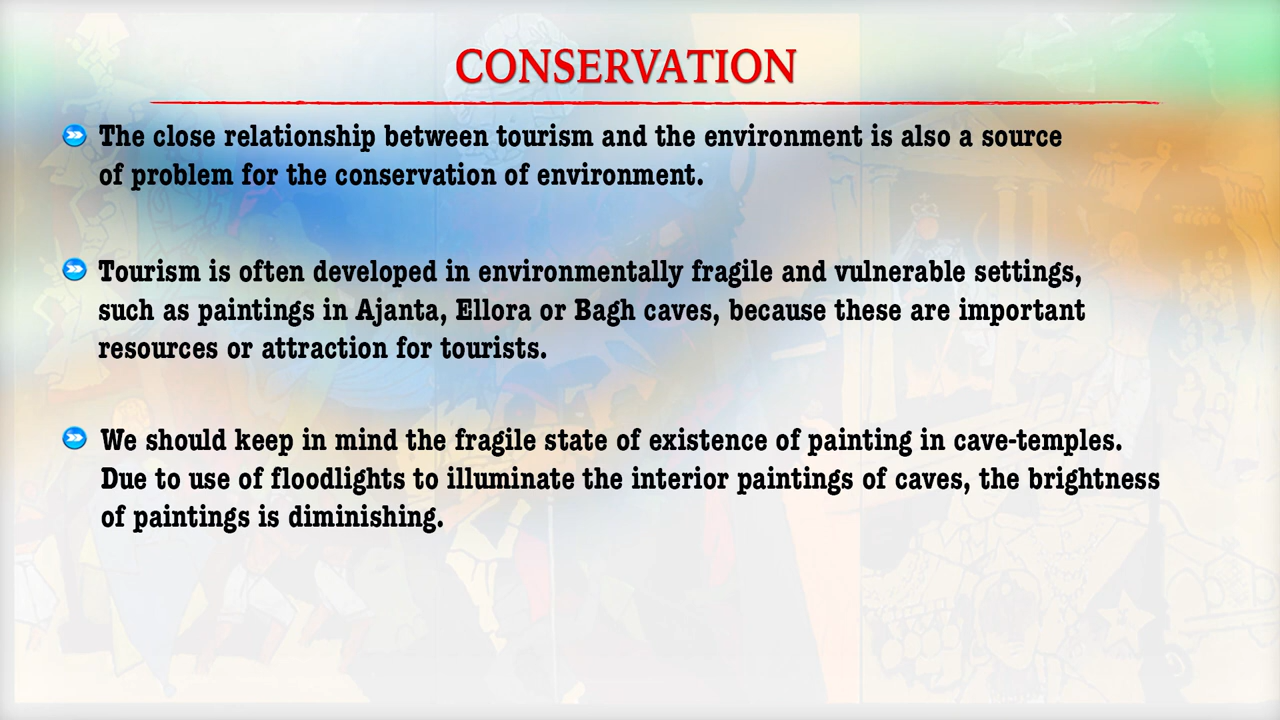 CONSERVATION
The close relationship between tourism and the environment is also a source
of problem for the conservation of environment.
Tourism is often developed in environmentally fragile and vulnerable settings,
such as paintings in Ajanta, Ellora or Bagh caves, because these are important
resources or attraction for tourists.
We should keep in mind the fragile state of existence of painting in cave-temples.
Due to use of floodlights to illuminate the interior paintings of caves, the brightness
of paintings is diminishing.